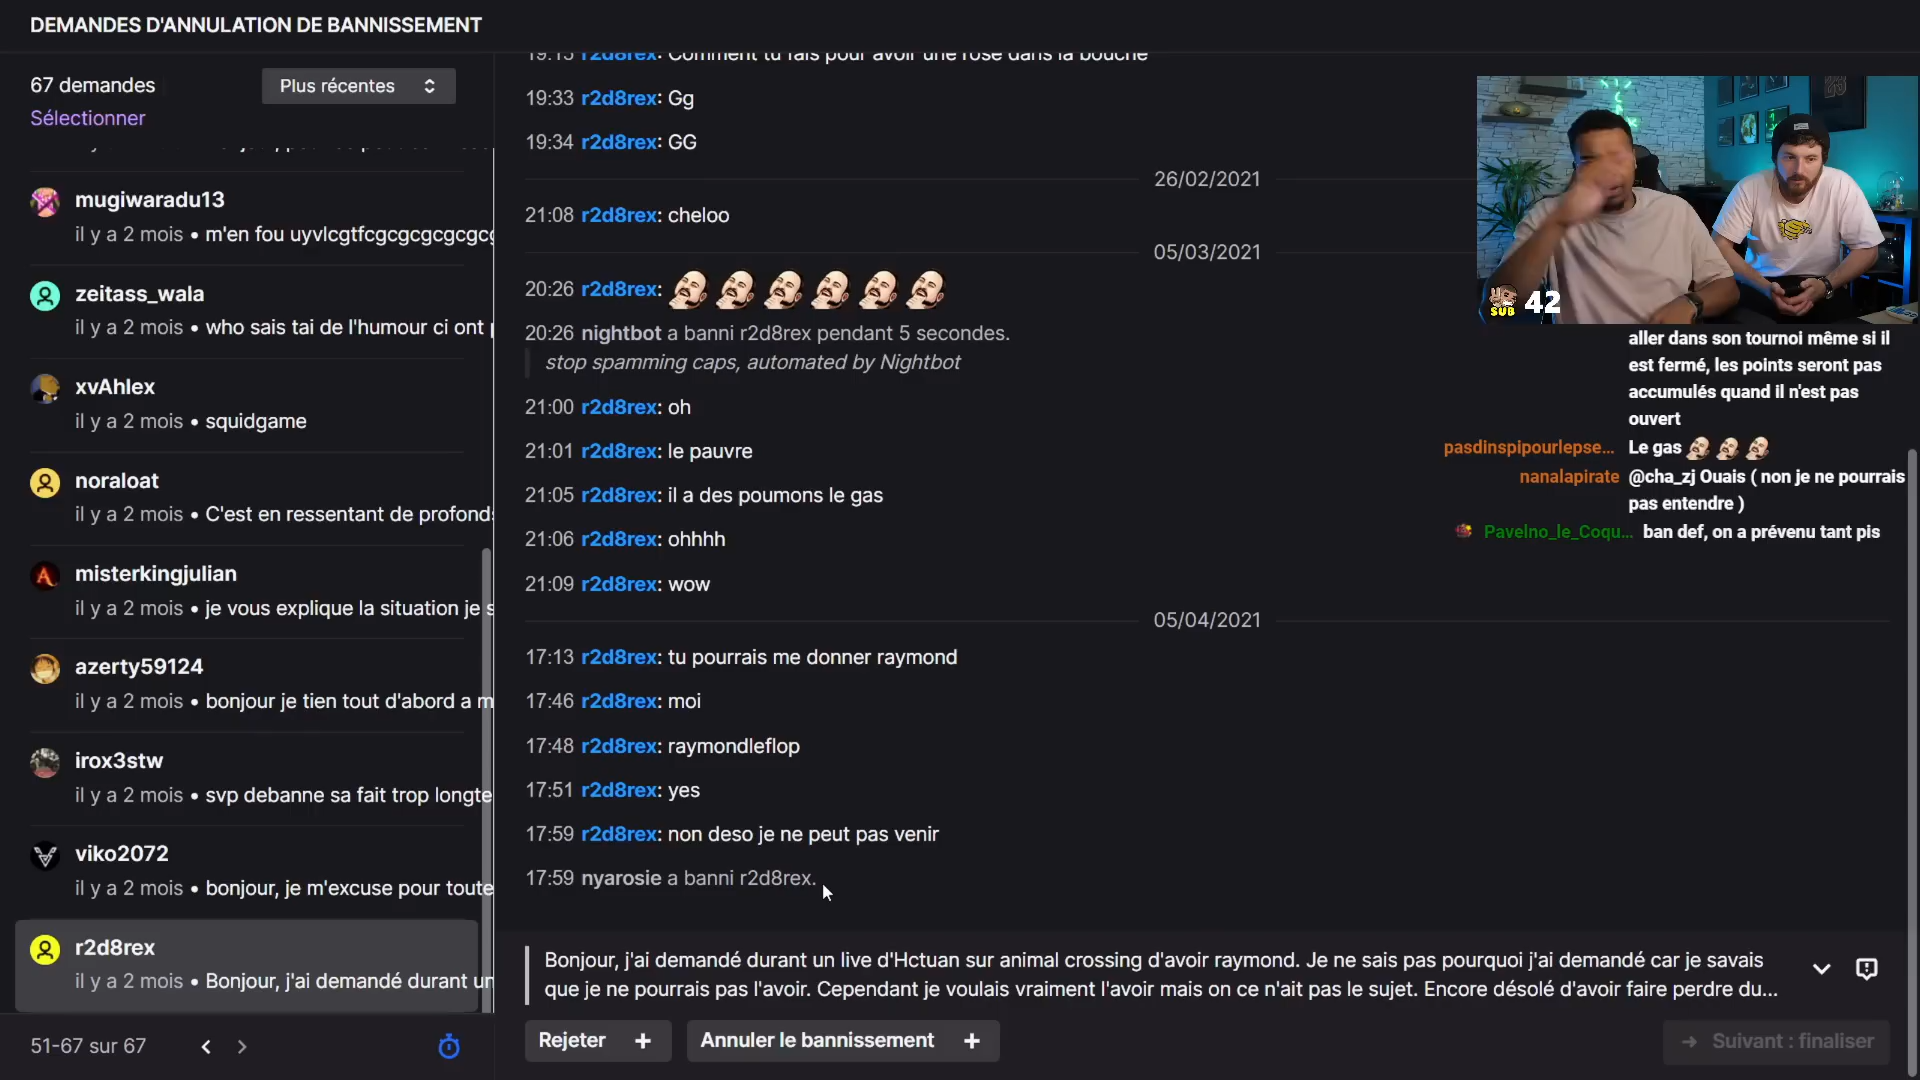 DEMANDES D'ANNULATION DE BANNISSEMENT
67 demandes
Plus récentes
Sélectionner
mugiwaradu13
il y a 2 mois • m'en fou uyvlcgtfcgcgcgcgcgc
zeitass_wala
il y a 2 mois • who sais tai de l'humour ci ont
xvAhlex
il y a 2 mois • squidgame
noraloat
il y a 2 mois • C'est en ressentant de profond
misterkingjulian
il y a 2 mois • je vous explique la situation je s
azerty59124
il y a 2 mois • bonjour je tien tout d'abord a m
irox3stw
il y a 2 mois • svp debanne sa fait trop longte
viko2072
il y a 2 mois • bonjour, je m'excuse pour toute
r2d8rex
il y a 2 mois • Bonjour, j'ai demandé durant un
51-67 sur 67
19:15 r2d8rex: Comment tu fais pour avoir une rose dans la bouche
19:33 r2d8rex: Gg
19:34 r2d8rex: GG
26/02/2021
21:08 r2d8rex: cheloo
05/03/2021
20:26 r2d8rex:
20:26 nightbot a banni r2d8rex pendant 5 secondes.
stop spamming caps, automated by Nightbot
21:00 r2d8rex: oh
21:01 r2d8rex: le pauvre
21:05 r2d8rex: il a des poumons le gas
21:06 r2d8rex: ohhhh
21:09 r2d8rex: wow
05/04/2021
17:13 r2d8rex: tu pourrais me donner raymond
17:46 r2d8rex: moi
17:48 r2d8rex: raymondleflop
17:51 r2d8rex: yes
17:59 r2d8rex: non deso je ne peut pas venir
17:59 nyarosie a banni r2d8rex.
Bonjour, j'ai demandé durant un live d'Hctuan sur animal crossing d'avoir raymond. Je ne sais pas pourquoi j'ai demandé car je savais
que je ne pourrais pas l'avoir. Cependant je voulais vraiment l'avoir mais on ce n'ait pas le sujet. Encore désolé d'avoir faire perdre du...
Rejeter +
Annuler le bannissement +
→ Suivant : finaliser
23
SUB 42
aller dans son tournoi même si il
est fermé, les points seront pas
accumulés quand il n'est pas
ouvert
pasdinspipourlepse... Le gas
nanalapirate @cha_zj Ouais ( non je ne pourrais
pas entendre )
Pavelno_le_Coqu... ban def, on a prévenu tant pis